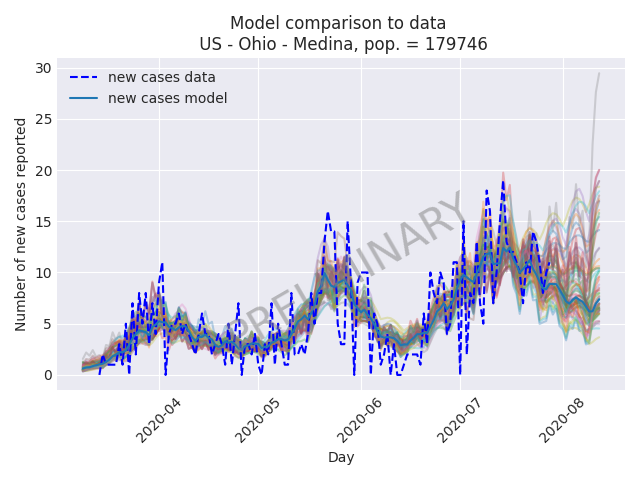 Model comparison to data
US - Ohio - Medina, pop. = 179746
new cases data
new cases model
PRELIMINARY
Number of new cases reported
30
25
20
15
10
5
0
2020-04
2020-05
2020-06
2020-07
2020-08
Day